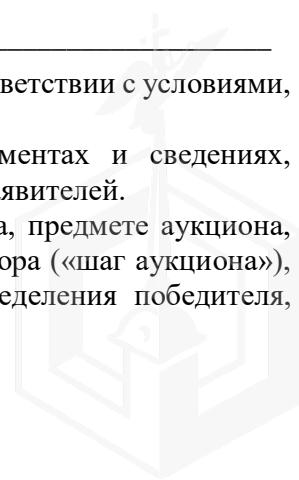 ветствии с условиями,
ментах и сведениях,
явителей.
а, предмете аукциона,
ора («шаг аукциона»),
еделения победителя,